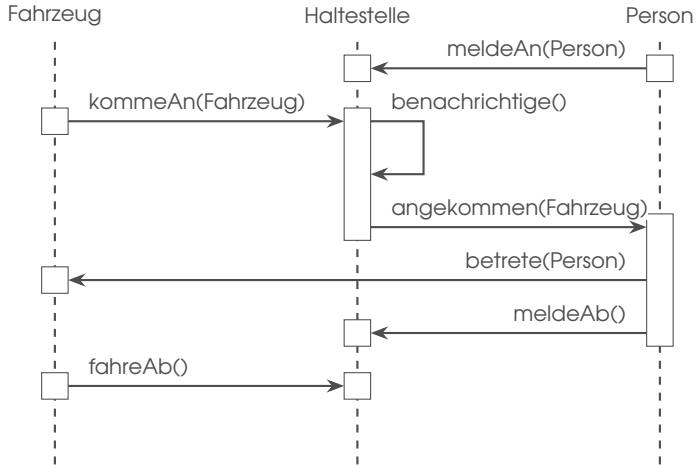 Fahrzeug
Haltestelle
Person
meldeAn(Person)
kommeAn(Fahrzeug)
benachrichtige()
angekommen(Fahrzeug)
betrete(Person)
meldeAb()
fahreAb()